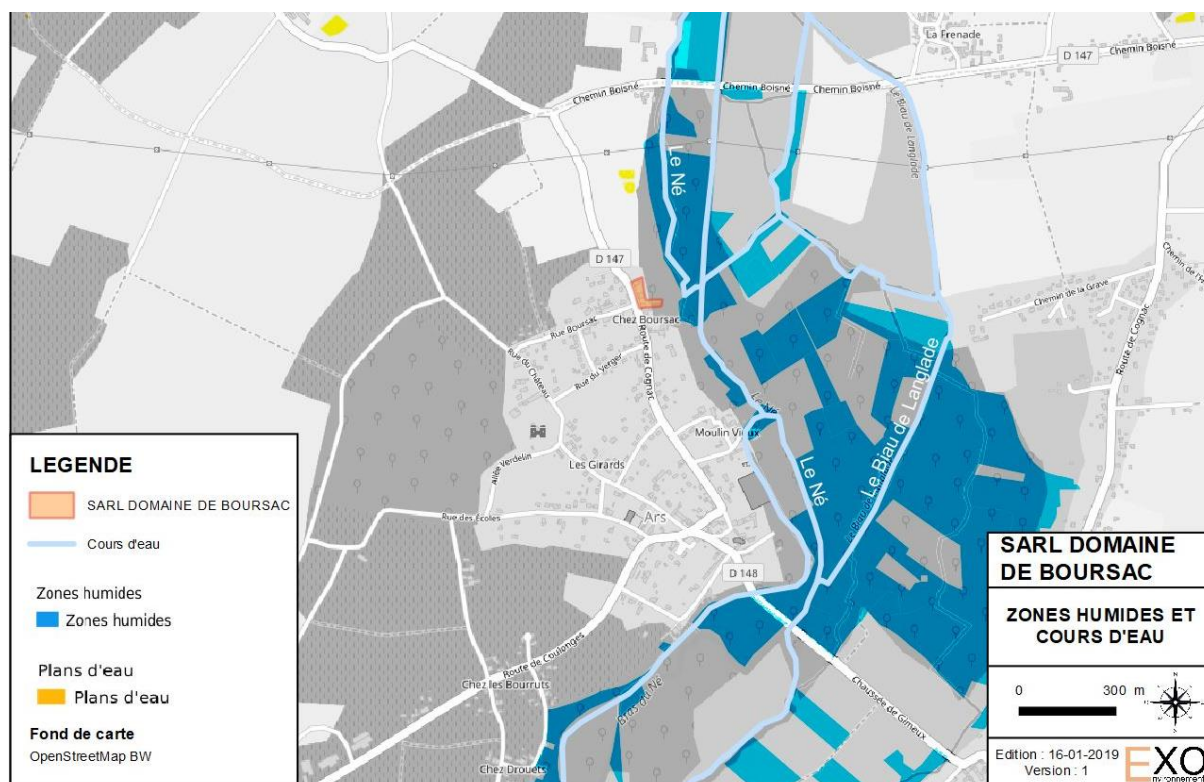 La Frenade
D 147
Chemin Boisné
Chemin Boisné
Chemin Boisné
Chemin Boisné
Le Biau de Langlade
Le Né
D 147
Chemin de la Grave
Route de Cognac
Chez Boursac
Rue Boursac
Route de Cognac
Rue du Verger
Rue du Château
Le Biau de Langlade
Moulin Vieux
Le Né
Les Girards
Allée Verdelin
Rue des Écoles
Ars
D 148
Route de Coulonges
Chez les Bourruts
Bras du Né
Chaussée de Gimeux
Chez Drouets
LEGENDE
SARL DOMAINE DE BOURSAC
Cours d'eau
Zones humides
Zones humides
Plans d'eau
Plans d'eau
Fond de carte
OpenStreetMap BW
SARL DOMAINE
DE BOURSAC
ZONES HUMIDES ET
COURS D'EAU
0 300 m
Edition : 16-01-2019
Version : 1
EXO